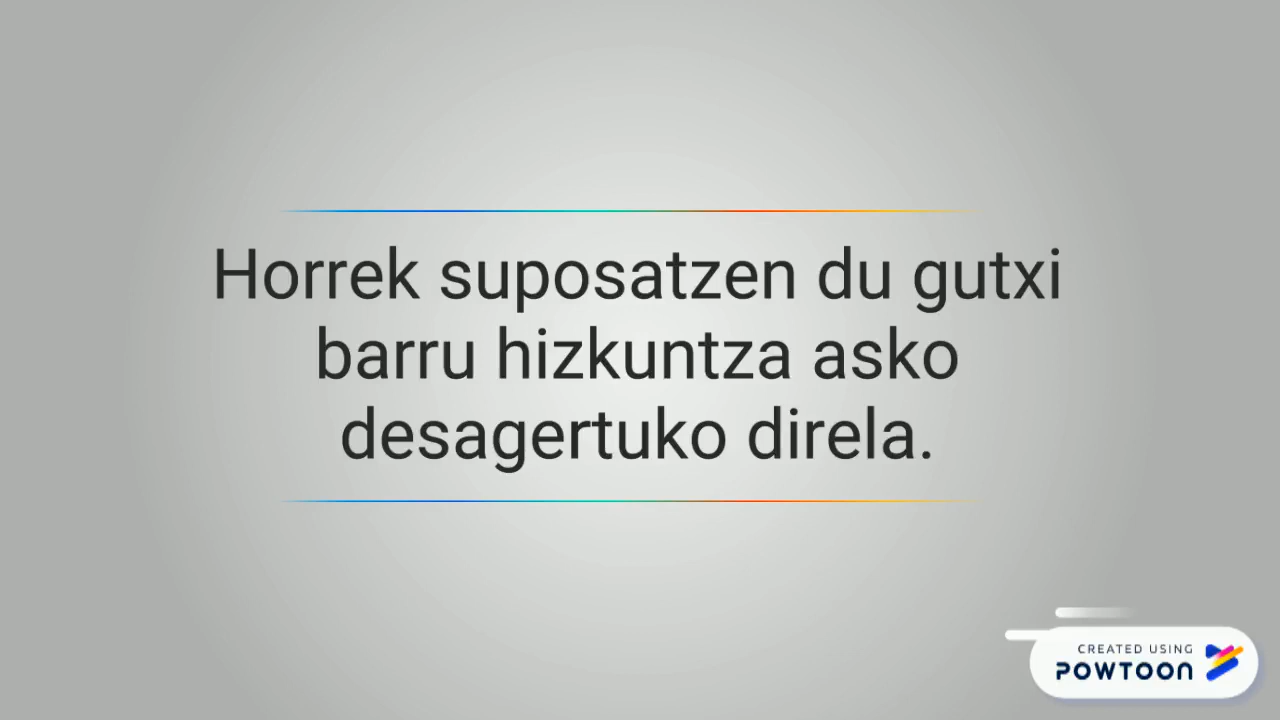 Horrek suposatzen du gutxi
barru hizkuntza asko
desagertuko direla.
CREATED USING
POWTOON